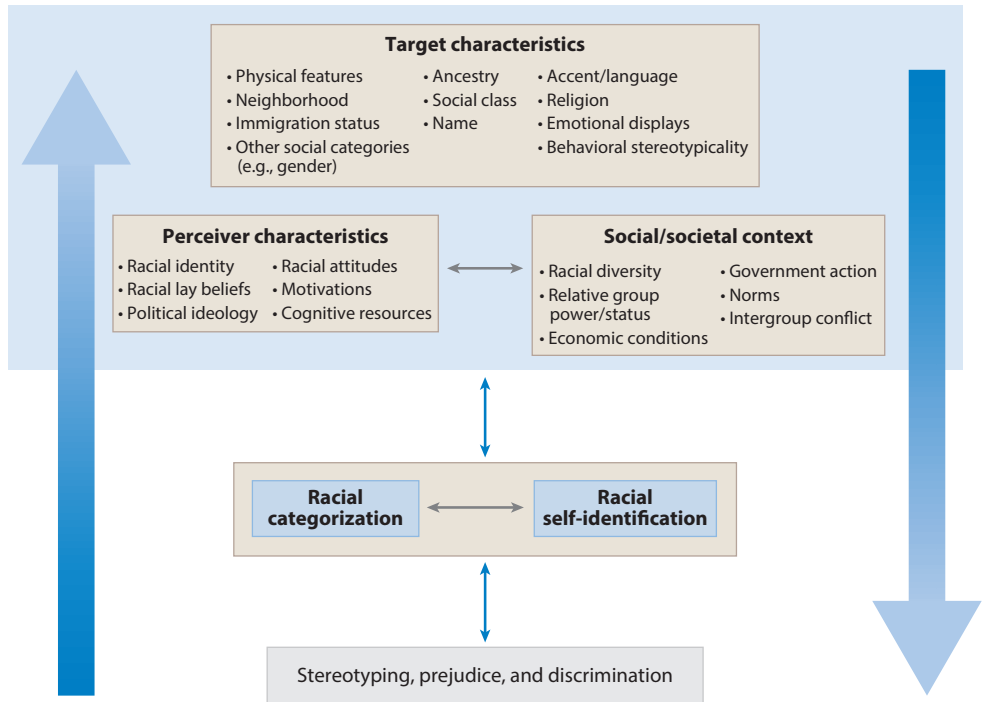 Target characteristics
• Physical features
• Neighborhood
• Immigration status
• Other social categories
(e.g., gender)
• Ancestry
• Social class
• Name
• Accent/language
• Religion
• Emotional displays
• Behavioral stereotypicality
Perceiver characteristics
• Racial identity
• Racial lay beliefs
• Political ideology
• Racial attitudes
• Motivations
• Cognitive resources
Social/societal context
• Racial diversity
• Relative group
power/status
• Economic conditions
• Government action
• Norms
• Intergroup conflict
Racial
categorization
Racial
self-identification
Stereotyping, prejudice, and discrimination